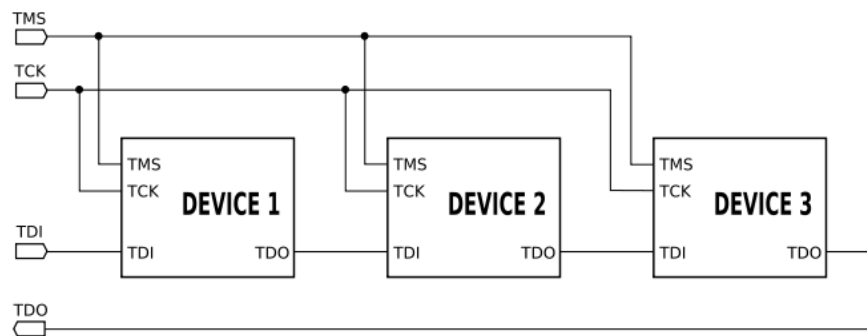 TMS
TCK
TMS
TCK
DEVICE 1
TDI
TDO
TMS
TCK
DEVICE 2
TDI
TDO
TMS
TCK
DEVICE 3
TDI
TDO
TDI
TDO